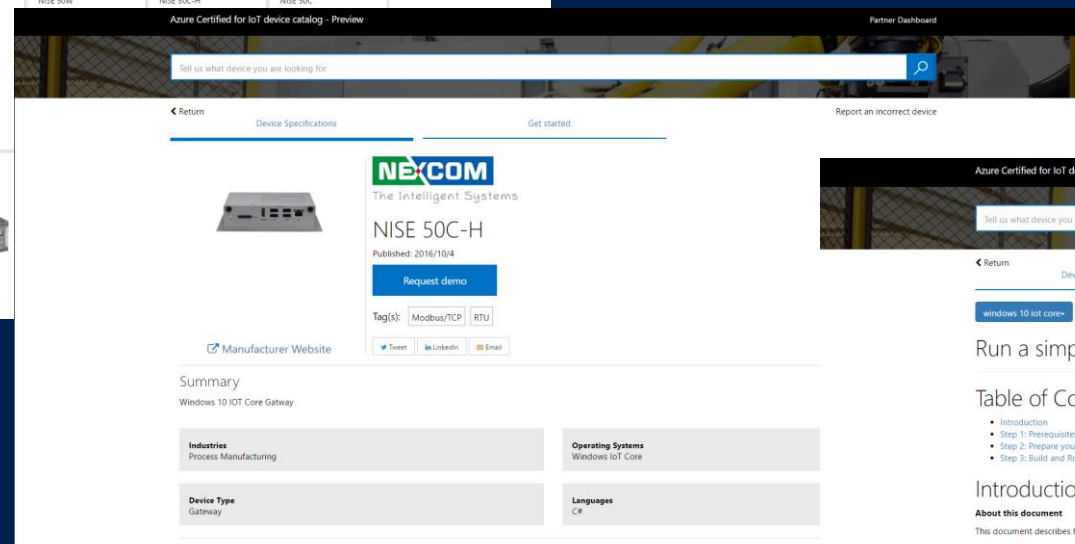 NISE 50W
NISE 50C-H
NISE 50C
Azure Certified for IoT device catalog - Preview
Partner Dashboard
Tell us what device you are looking for
Return
Report an incorrect device
Device Specifications
Get started
NEXCOM
The Intelligent Systems
NISE 50C-H
Published: 2016/10/4
Request demo
Tag(s): Modbus/TCP RTU
Manufacturer Website
Tweet LinkedIn Email
Summary
Windows 10 IOT Core Gatway
Industries
Process Manufacturing
Operating Systems
Windows IoT Core
Device Type
Gateway
Languages
C#
Azure Certified for IoT d
Tell us what device you
Return
Dev
windows 10 iot core
Run a simp
Table of Co
Introduction
Step 1: Prerequisite
Step 2: Prepare you
Step 3: Build and Ru
Introductio
About this document
This document describes